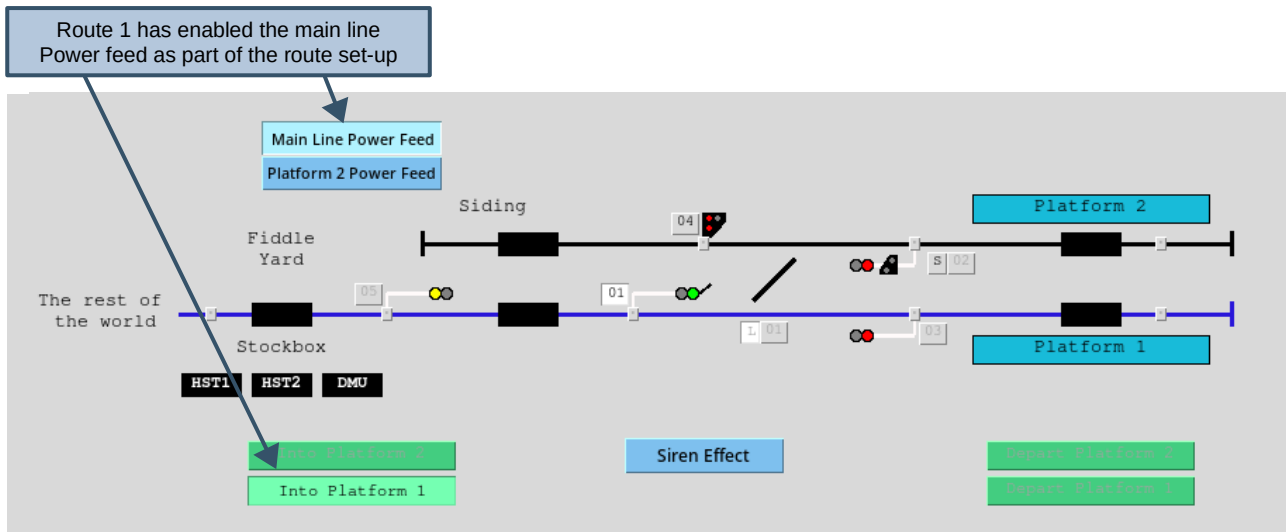 Route 1 has enabled the main line
Power feed as part of the route set-up
Main Line Power Feed
Platform 2 Power Feed
Siding
04
Platform 2
Fiddle
Yard
S 02
05
01
The rest of
the world
L 01
03
Stockbox
Platform 1
HST1 HST2 DMU
Into Platform 2
Siren Effect
Depart Platform 2
Into Platform 1
Depart Platform 1